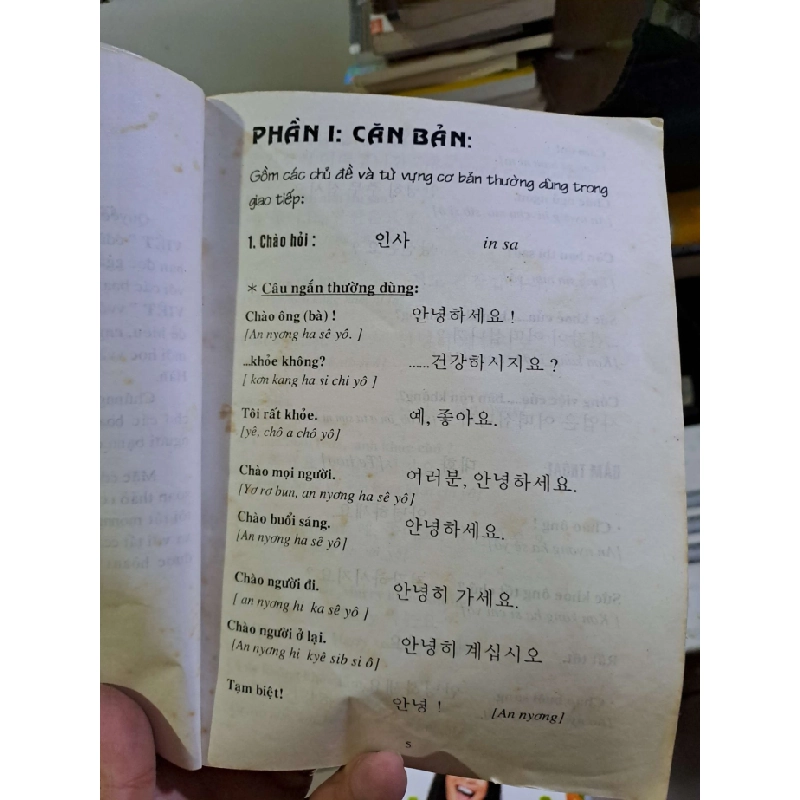 PHẦN I: CĂN BẢN:
Gồm các chủ đề và từ vựng cơ bản thường dùng trong
giao tiếp:
1. Chào hỏi : 인사 in sa
* Câu ngắn thường dùng:
Chào ông (bà) ! 안녕하세요 !
[An nyơng ha sê yô. ]
...khỏe không? ......건강하시지요 ?
[ kơn kang ha si chi yô ]
Tôi rất khỏe. 예, 좋아요.
[yê, chô a chô yô]
Chào mọi người. 여러분, 안녕하세요.
[Yơ rơ bun, an nyơng ha sê yô]
Chào buổi sáng. 안녕하세요.
[An nyơng ha sê yô]
Chào người đi. 안녕히 가세요.
[ an nyơng hi ka sê yô ]
Chào người ở lại. 안녕히 계십시오
[An nyơng hi kyê sib si ô]
Tạm biệt!
안녕 ! [An nyơng]
5